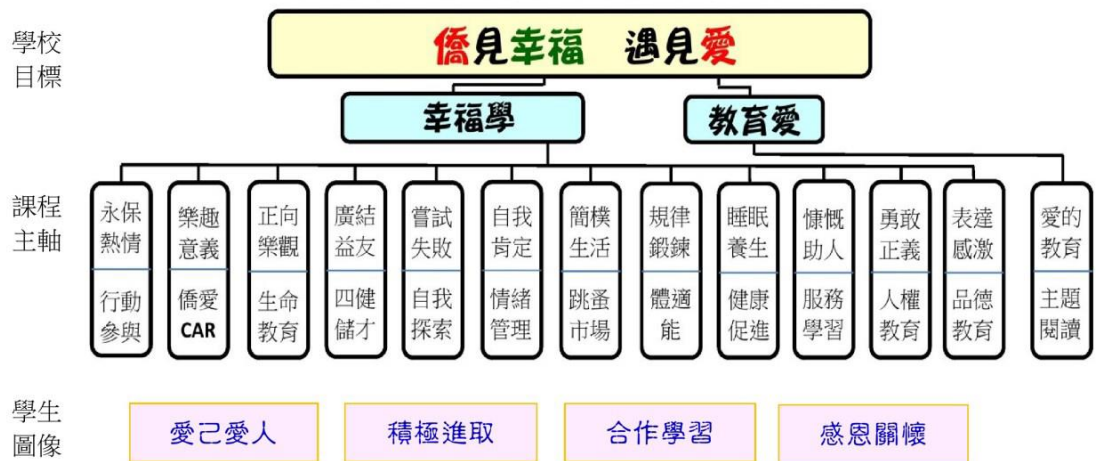 學校
目標
僑見幸福 遇見愛
幸福學
教育愛
課程
主軸
永保
熱情
行動
參與
樂趣
意義
僑愛
CAR
正向
樂觀
生命
教育
廣結
益友
四健
儲才
嘗試
失敗
自我
探索
自我
肯定
情緒
管理
簡樸
生活
跳蚤
市場
規律
鍛鍊
體適
能
睡眠
養生
健康
促進
慷慨
助人
服務
學習
勇敢
正義
人權
教育
表達
感激
品德
教育
愛的
教育
主題
閱讀
學生
圖像
愛己愛人
積極進取
合作學習
感恩關懷